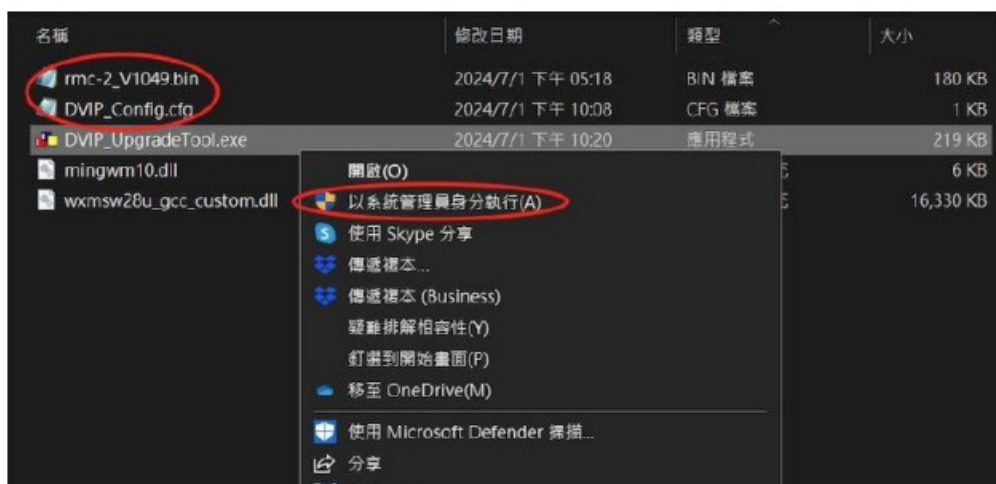 名稱 修改日期 類型 大小
rmc-2_V1049.bin 2024/7/1 下午 05:18 BIN 檔案 180 KB
DVIP_Config.cfg 2024/7/1 下午 10:08 CFG 檔案 1 KB
DVIP_UpgradeTool.exe 2024/7/1 下午 10:20 應用程式 219 KB
mingwm10.dll 6 KB
wxmsw28u_gcc_custom.dll 16,330 KB
開啟(O)
以系統管理員身分執行(A)
使用 Skype 分享
傳遞複本...
傳遞複本 (Business)
疑難排解相容性(Y)
釘選到開始畫面(P)
移至 OneDrive(M)
使用 Microsoft Defender 掃描...
分享